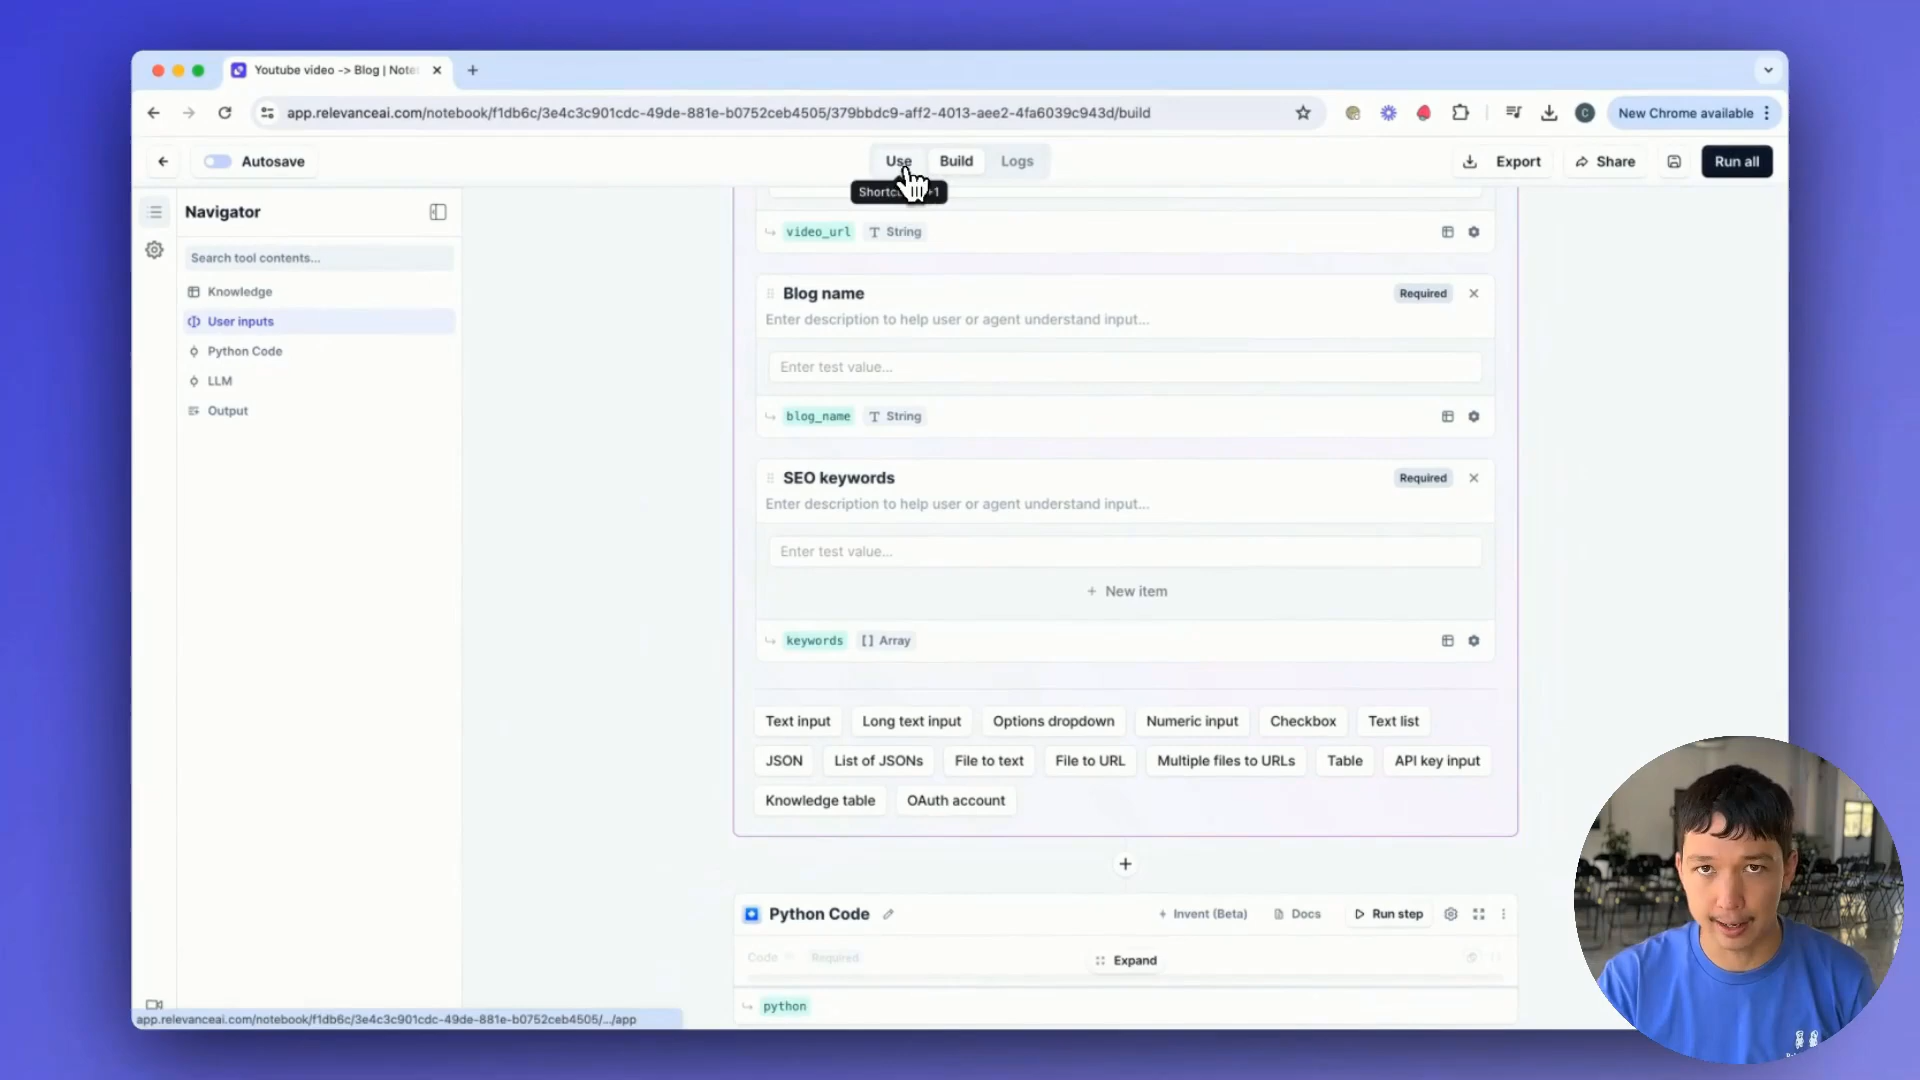 Youtube video -> Blog | Note
app.relevanceai.com/notebook/f1db6c/3e4c3c901cdc-49de-881e-b0752ceb4505/379bbdc9-aff2-4013-aee2-4fa6039c943d/build
C
New Chrome available
Autosave
Use Build Logs
Export Share Run all
Navigator
Search tool contents...
Knowledge
User inputs
Python Code
LLM
Output
video_url T String
Blog name Required
Enter description to help user or agent understand input...
Enter test value...
blog_name T String
SEO keywords Required
Enter description to help user or agent understand input...
Enter test value...
+ New item
keywords [] Array
Text input Long text input Options dropdown Numeric input Checkbox Text list
JSON List of JSONs File to text File to URL Multiple files to URLs Table API key input
Knowledge table OAuth account
Python Code + Invent (Beta) Docs Run step
Code Required Expand
python
app.relevanceai.com/notebook/f1db6c/3e4c3c901cdc-49de-881e-b0752ceb4505/.../app